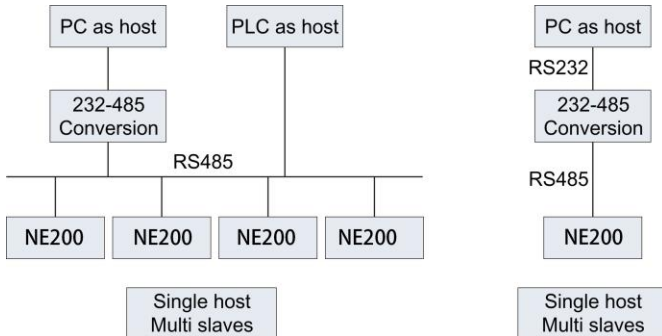 PC as host
PLC as host
232-485
Conversion
RS485
NE200
NE200
NE200
NE200
Single host
Multi slaves
PC as host
RS232
232-485
Conversion
RS485
NE200
Single host
Multi slaves